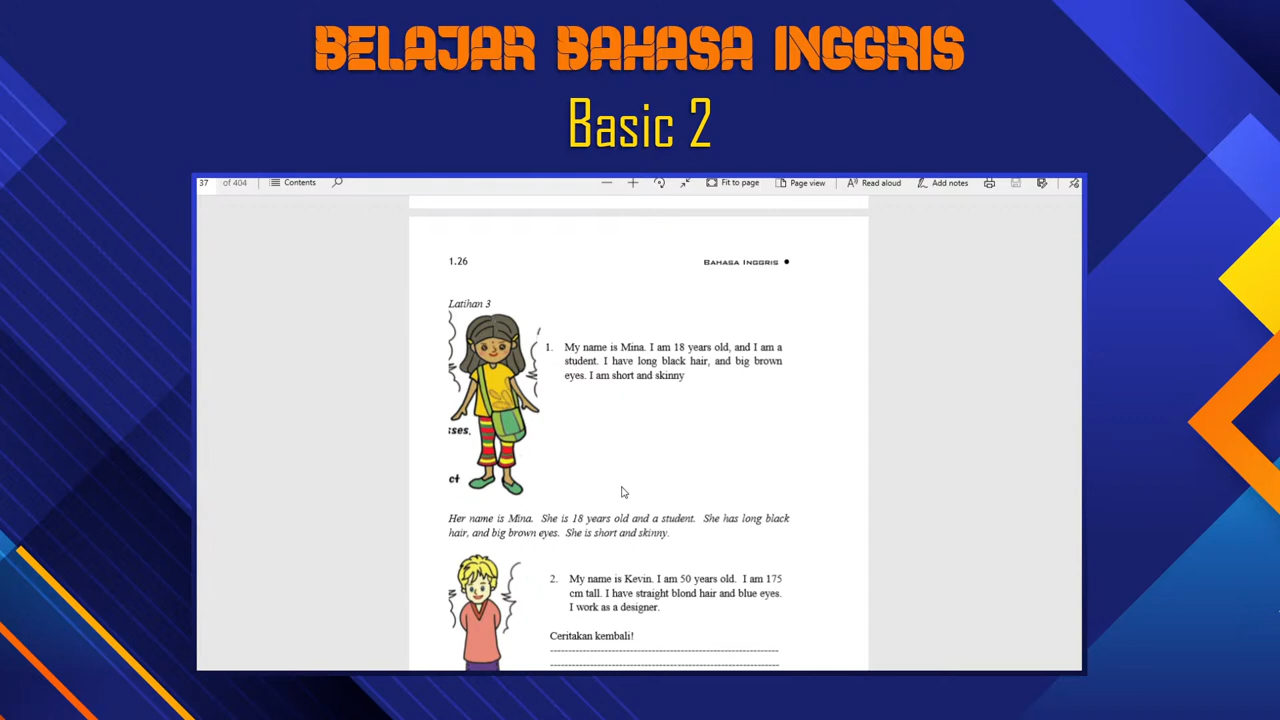 BELAJAR BAHASA INGGRIS
Basic 2
37 of 404 Contents Fit to page Page view Read aloud Add notes
1.26 BAHASA INGGRIS
Latihan 3
1. My name is Mina. I am 18 years old, and I am a
student. I have long black hair, and big brown
eyes. I am short and skinny
sses,
ct
Her name is Mina. She is 18 years old and a student. She has long black
hair, and big brown eyes. She is short and skinny.
2. My name is Kevin. I am 50 years old. I am 175
cm tall. I have straight blond hair and blue eyes.
I work as a designer.
Ceritakan kembali!